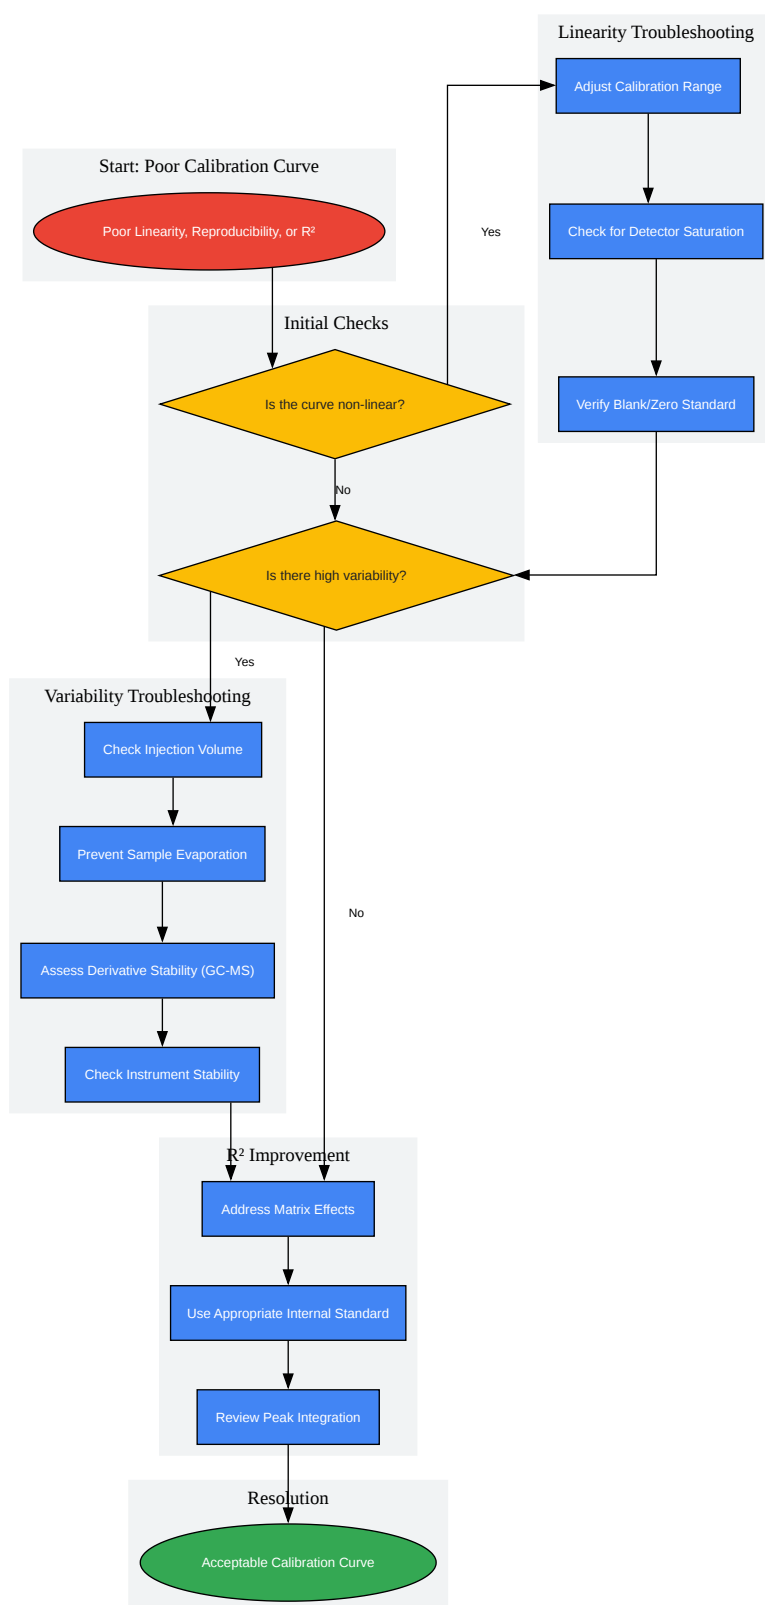 Linearity Troubleshooting
Adjust Calibration Range
Start: Poor Calibration Curve
Poor Linearity, Reproducibility, or R²
Yes
Check for Detector Saturation
Initial Checks
Is the curve non-linear?
Verify Blank/Zero Standard
No
Is there high variability?
Yes
Variability Troubleshooting
Check Injection Volume
Prevent Sample Evaporation
No
Assess Derivative Stability (GC-MS)
Check Instrument Stability
R² Improvement
Address Matrix Effects
Use Appropriate Internal Standard
Review Peak Integration
Resolution
Acceptable Calibration Curve